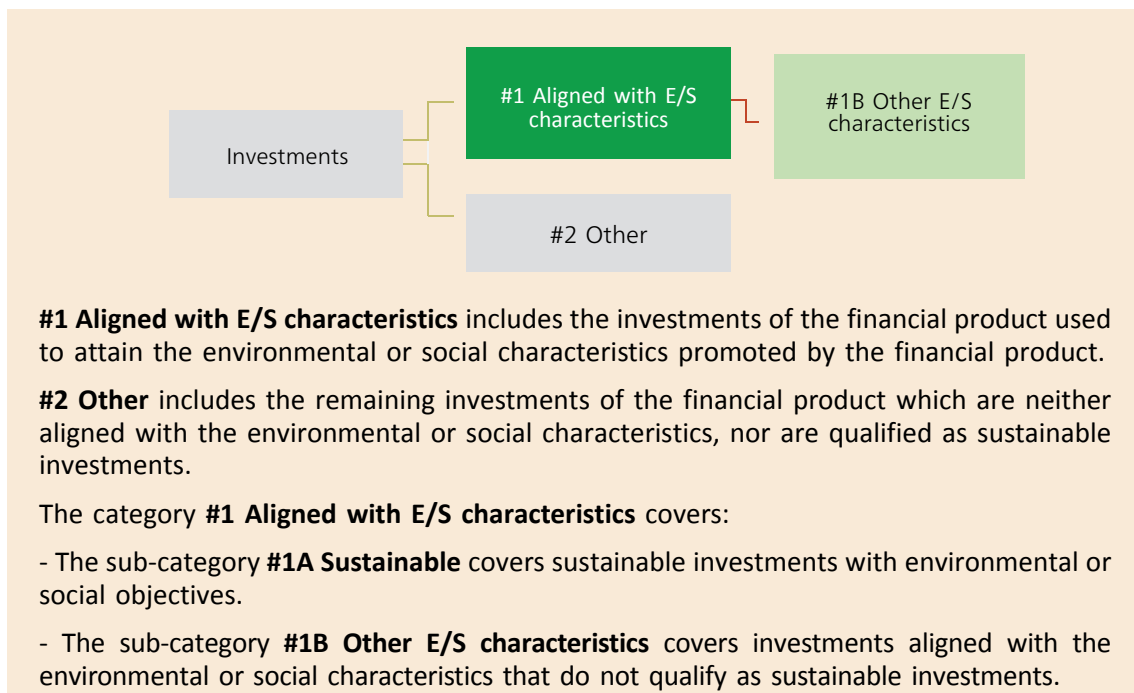 #1 Aligned with E/S
characteristics
#1B Other E/S
characteristics
Investments
#2 Other
#1 Aligned with E/S characteristics includes the investments of the financial product used
to attain the environmental or social characteristics promoted by the financial product.
#2 Other includes the remaining investments of the financial product which are neither
aligned with the environmental or social characteristics, nor are qualified as sustainable
investments.
The category #1 Aligned with E/S characteristics covers:
- The sub-category #1A Sustainable covers sustainable investments with environmental or
social objectives.
- The sub-category #1B Other E/S characteristics covers investments aligned with the
environmental or social characteristics that do not qualify as sustainable investments.